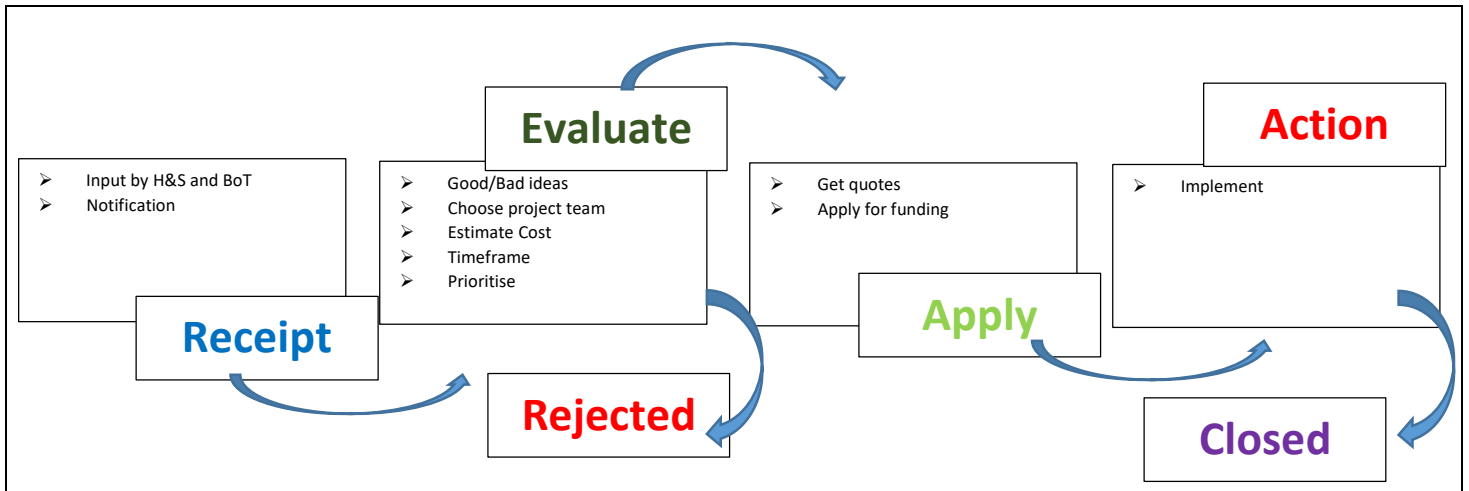 Input by H&S and BoT
Notification
Receipt
Evaluate
Good/Bad ideas
Choose project team
Estimate Cost
Timeframe
Prioritise
Rejected
Get quotes
Apply for funding
Apply
Action
Implement
Closed